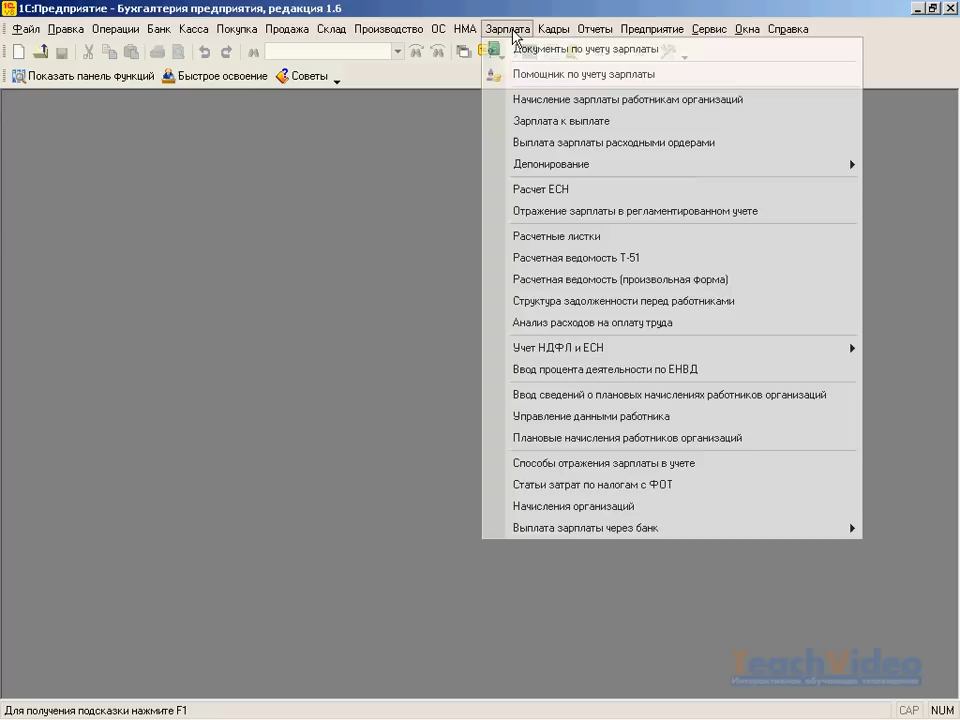 1С:Предприятие - Бухгалтерия предприятия, редакция 1.6
Файл Правка Операции Банк Касса Покупка Продажа Склад Производство ОС НМА Зарплата Кадры Отчеты Предприятие Сервис Окна Справка
Показать панель функций Быстрое освоение Советы
Документы по учету зарплаты
Помощник по учету зарплаты
Начисление зарплаты работникам организаций
Зарплата к выплате
Выплата зарплаты расходными ордерами
Депонирование
Расчет ЕСН
Отражение зарплаты в регламентированном учете
Расчетные листки
Расчетная ведомость Т-51
Расчетная ведомость (произвольная форма)
Структура задолженности перед работниками
Анализ расходов на оплату труда
Учет НДФЛ и ЕСН
Ввод процента деятельности по ЕНВД
Ввод сведений о плановых начислениях работников организаций
Управление данными работника
Плановые начисления работников организаций
Способы отражения зарплаты в учете
Статьи затрат по налогам с ФОТ
Начисления организаций
Выплата зарплаты через банк
TeachVideo
Интерактивное обучающее телевидение
Для получения подсказки нажмите F1
CAP NUM